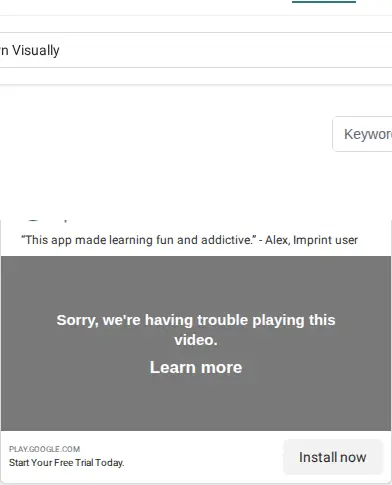 n Visually
Keywor
“This app made learning fun and addictive.” - Alex, Imprint user
Sorry, we're having trouble playing this
video.
Learn more
PLAY.GOOGLE.COM
Start Your Free Trial Today.
Install now